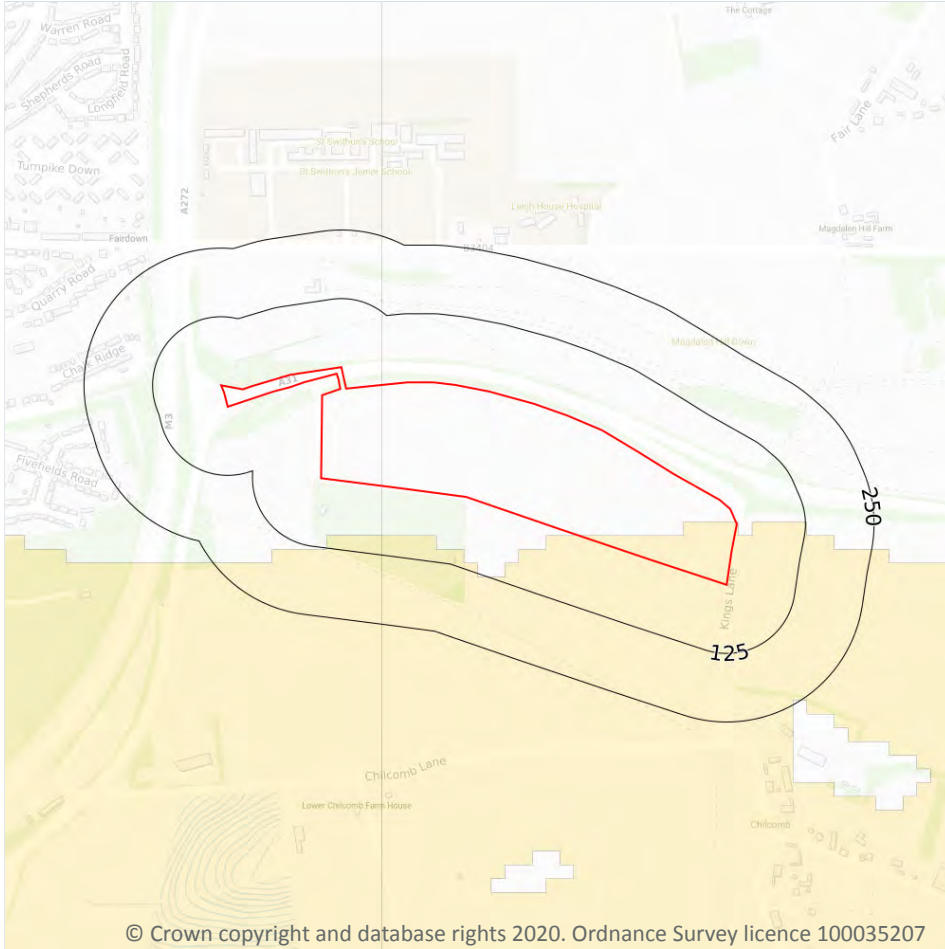 The Cottage
Warren Road
Shepherds Road
Longfield Road
Fair Lane
St Swithun's School
St Swithun's Junior School
Turnpike Down
A272
Leigh House Hospital
Magdalen Hill Farm
Fairdown
B3404
Quarry Road
Magdalen Hill Down
Chalk Ridge
A31
M3
Fivefields Road
250
Kings Lane
125
Chilcomb Lane
Lower Chilcomb Farm House
Chilcomb
© Crown copyright and database rights 2020. Ordnance Survey licence 100035207